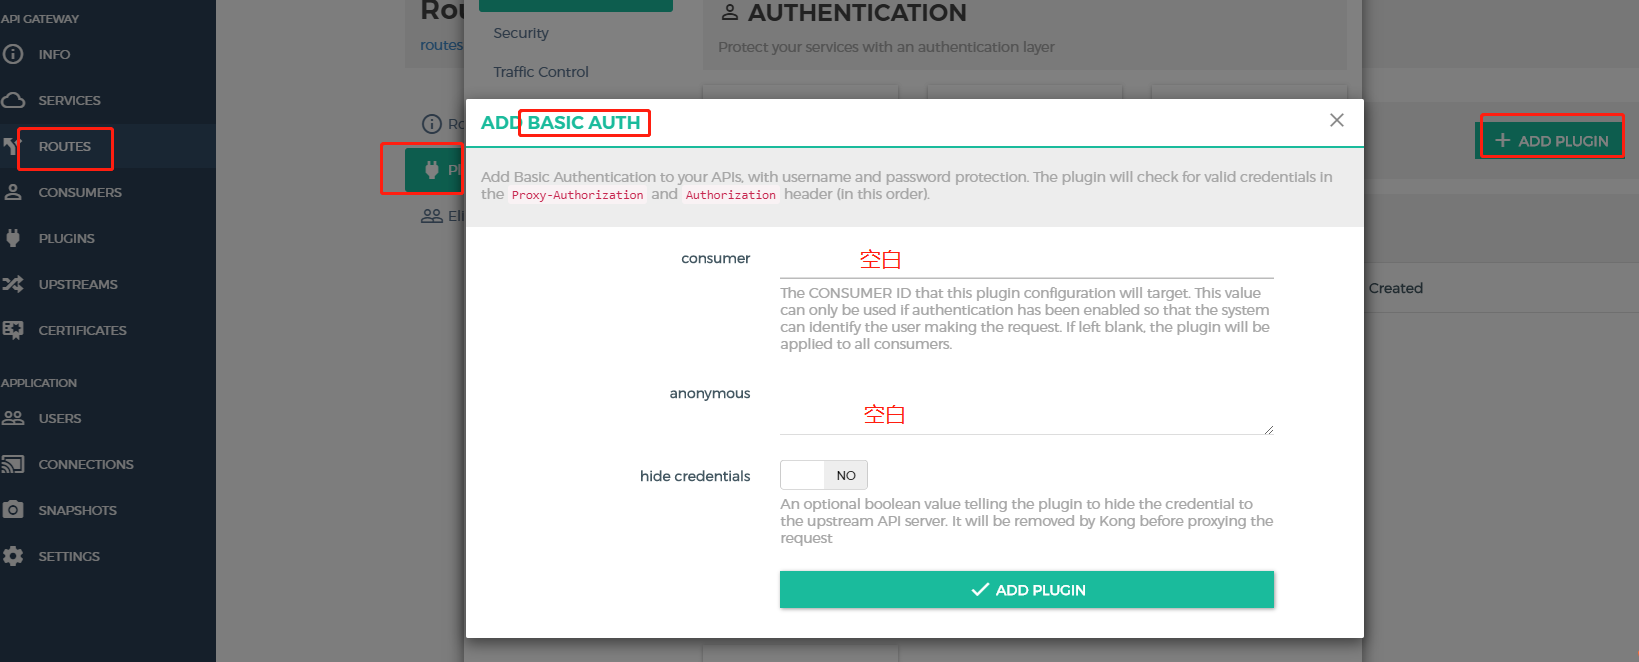 API GATEWAY
INFO
SERVICES
ROUTES
CONSUMERS
PLUGINS
UPSTREAMS
CERTIFICATES
APPLICATION
USERS
CONNECTIONS
SNAPSHOTS
SETTINGS
routes
Security
Traffic Control
AUTHENTICATION
Protect your services with an authentication layer
ADD PLUGIN
Created
ADD BASIC AUTH
Add Basic Authentication to your APIs, with username and password protection. The plugin will check for valid credentials in
the Proxy-Authorization and Authorization header (in this order).
consumer
空白
The CONSUMER ID that this plugin configuration will target. This value
can only be used if authentication has been enabled so that the system
can identify the user making the request. If left blank, the plugin will be
applied to all consumers.
anonymous
空白
hide credentials
NO
An optional boolean value telling the plugin to hide the credential to
the upstream API server. It will be removed by Kong before proxying the
request
ADD PLUGIN